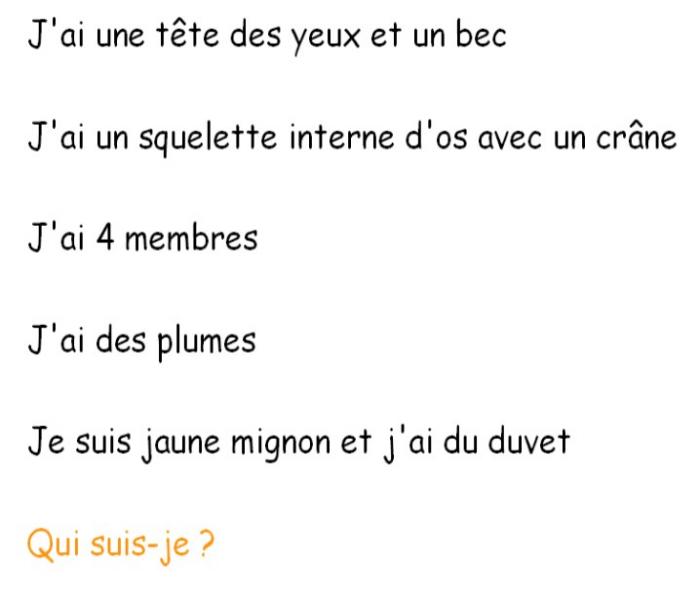 J'ai une tête des yeux et un bec
J'ai un squelette interne d'os avec un crâne
J'ai 4 membres
J'ai des plumes
Je suis jaune mignon et j'ai du duvet
Qui suis-je ?